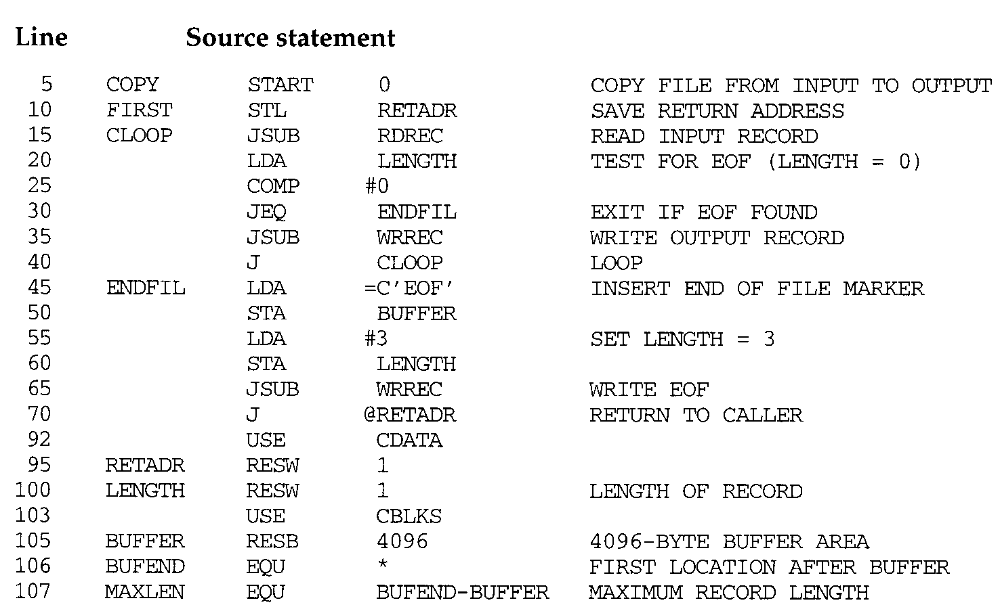 Line Source statement
5 COPY START 0 COPY FILE FROM INPUT TO OUTPUT
10 FIRST STL RETADR SAVE RETURN ADDRESS
15 CLOOP JSUB RDREC READ INPUT RECORD
20 LDA LENGTH TEST FOR EOF (LENGTH = 0)
25 COMP #0
30 JEQ ENDFIL EXIT IF EOF FOUND
35 JSUB WRREC WRITE OUTPUT RECORD
40 J CLOOP LOOP
45 ENDFIL LDA =C'EOF' INSERT END OF FILE MARKER
50 STA BUFFER
55 LDA #3 SET LENGTH = 3
60 STA LENGTH
65 JSUB WRREC WRITE EOF
70 J @RETADR RETURN TO CALLER
92 USE CDATA
95 RETADR RESW 1
100 LENGTH RESW 1 LENGTH OF RECORD
103 USE CBLKS
105 BUFFER RESB 4096 4096-BYTE BUFFER AREA
106 BUFEND EQU * FIRST LOCATION AFTER BUFFER
107 MAXLEN EQU BUFEND-BUFFER MAXIMUM RECORD LENGTH